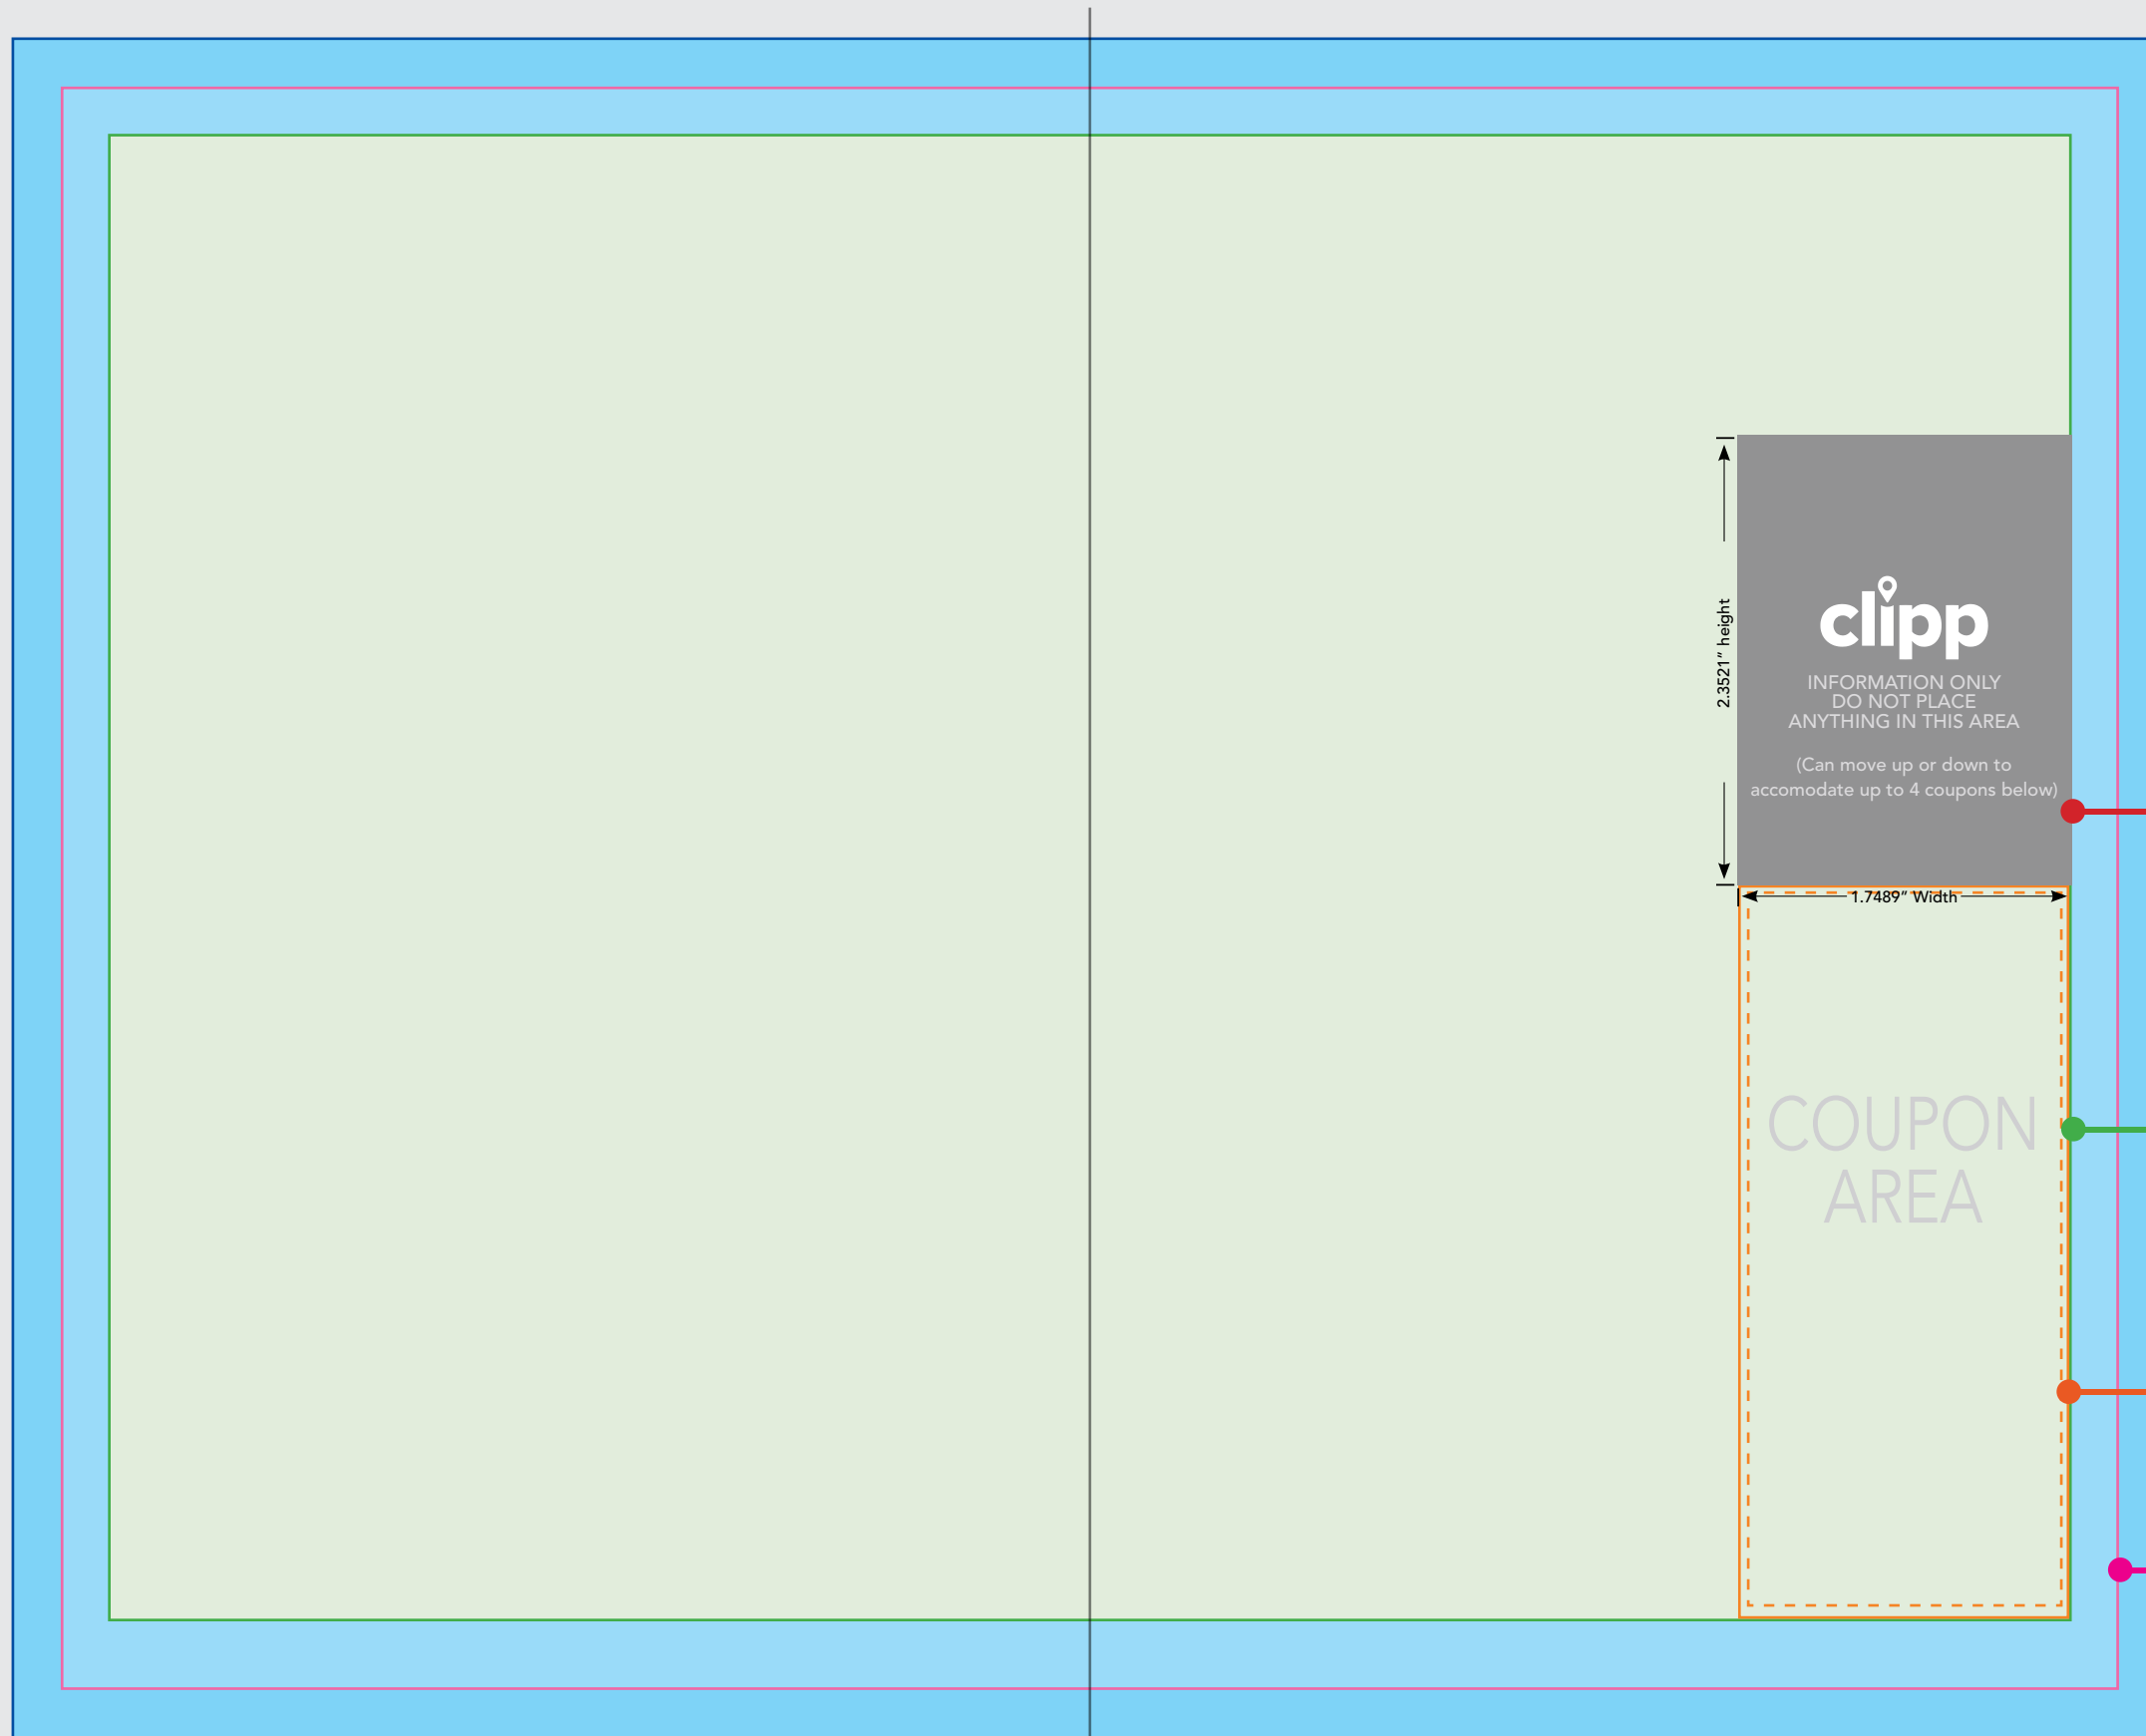 clipp
INFORMATION ONLY
DO NOT PLACE
ANYTHING IN THIS AREA
(Can move up or down to
accomodate up to 4 coupons below)
2.3521” height
1.7489” Width
COUPON
AREA